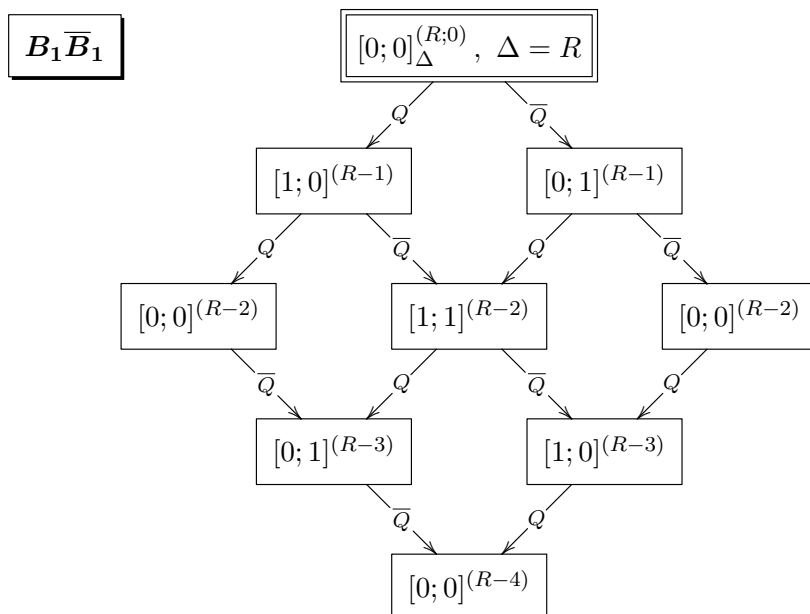 B₁B̅₁
[0; 0]_Δ^{(R;0)} , Δ = R
Q Q̅
[1; 0]^{(R−1)} [0; 1]^{(R−1)}
Q Q̅ Q Q̅
[0; 0]^{(R−2)} [1; 1]^{(R−2)} [0; 0]^{(R−2)}
Q̅ Q Q̅ Q
[0; 1]^{(R−3)} [1; 0]^{(R−3)}
Q̅ Q
[0; 0]^{(R−4)}